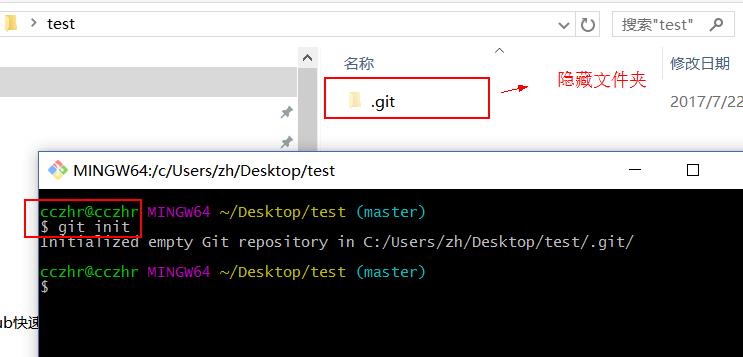 test
搜索"test"
名称
修改日期
.git
隐藏文件夹
2017/7/22
MINGW64:/c/Users/zh/Desktop/test
cczhr@cczhr MINGW64 ~/Desktop/test (master)
$ git init
Initialized empty Git repository in C:/Users/zh/Desktop/test/.git/
cczhr@cczhr MINGW64 ~/Desktop/test (master)
$
ub快速